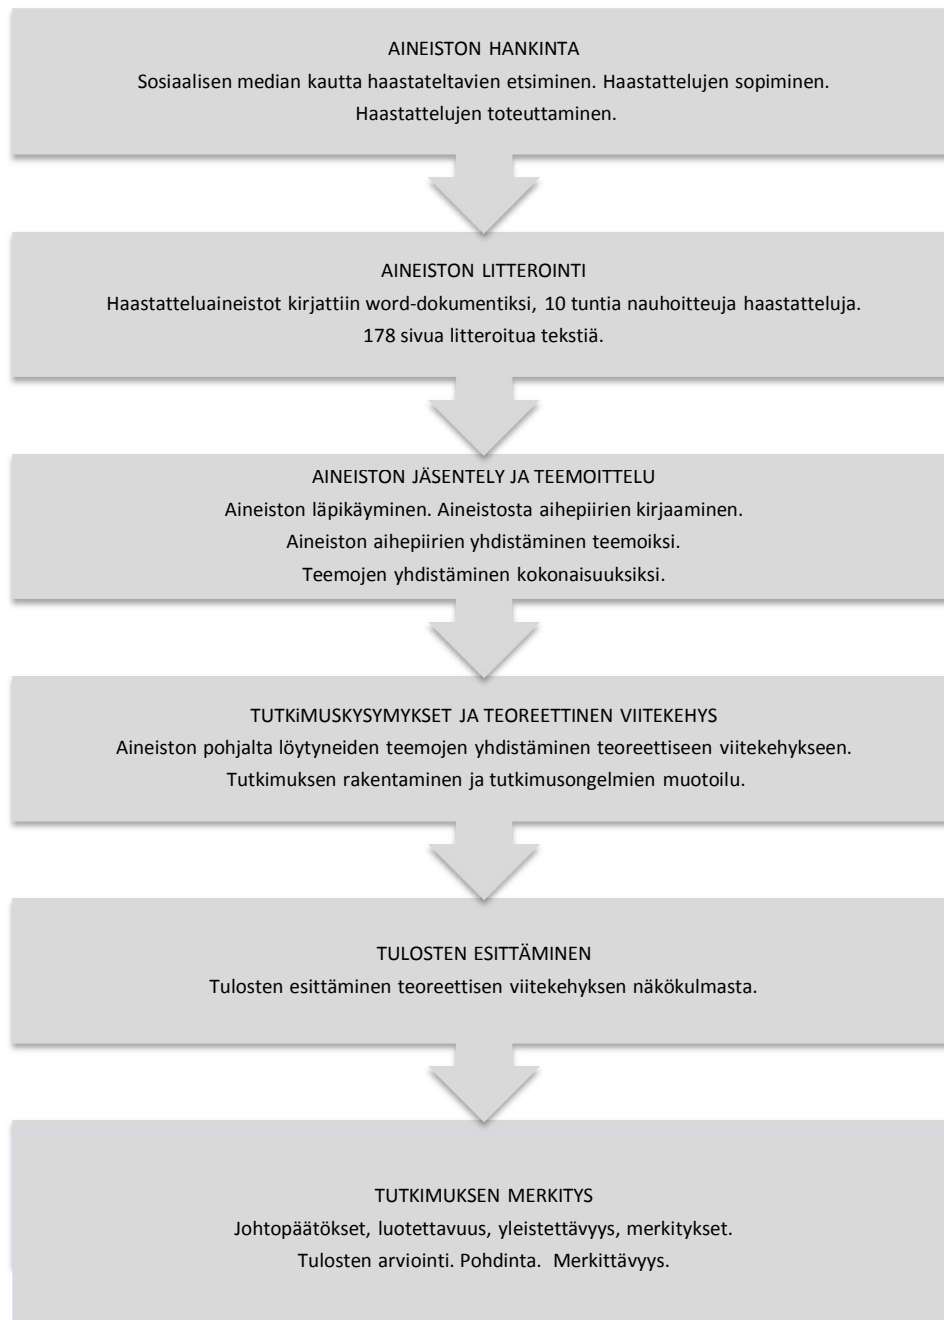 AINEISTON HANKINTA
Sosiaalisen median kautta haastateltavien etsiminen. Haastattelujen sopiminen.
Haastattelujen toteuttaminen.
AINEISTON LITTEROINTI
Haastatteluaineistot kirjattiin word-dokumentiksi, 10 tuntia nauhoitteuja haastatteluja.
178 sivua litteroitua tekstiä.
AINEISTON JÄSENTELY JA TEEMOITTELU
Aineiston läpikäyminen. Aineistosta aihepiirien kirjaaminen.
Aineiston aihepiirien yhdistäminen teemoiksi.
Teemojen yhdistäminen kokonaisuuksiksi.
TUTKiMUSKYSYMYKSET JA TEOREETTINEN VIITEKEHYS
Aineiston pohjalta löytyneiden teemojen yhdistäminen teoreettiseen viitekehykseen.
Tutkimuksen rakentaminen ja tutkimusongelmien muotoilu.
TULOSTEN ESITTÄMINEN
Tulosten esittäminen teoreettisen viitekehyksen näkökulmasta.
TUTKIMUKSEN MERKITYS
Johtopäätökset, luotettavuus, yleistettävyys, merkitykset.
Tulosten arviointi. Pohdinta.  Merkittävyys.